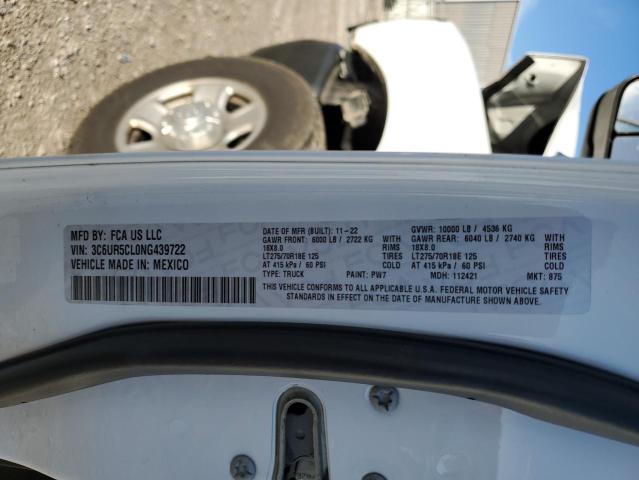 MFD BY: FCA US LLC
VIN: 3C6UR5CL0NG439722
VEHICLE MADE IN: MEXICO
DATE OF MFR (BUILT): 11-22
GAWR FRONT: 6000 LB / 2722 KG
18X8.0 RIMS
LT275/70R18E 125 TIRES
AT 415 kPa / 60 PSI COLD
TYPE: TRUCK PAINT: PW7
GVWR: 10000 LB / 4536 KG
GAWR REAR: 6040 LB / 2740 KG
18X8.0 RIMS
LT275/70R18E 125 TIRES
AT 415 kPa / 60 PSI COLD
MDH: 112421 MKT: 875
THIS VEHICLE CONFORMS TO ALL APPLICABLE U.S.A. FEDERAL MOTOR VEHICLE SAFETY
STANDARDS IN EFFECT ON THE DATE OF MANUFACTURE SHOWN ABOVE.